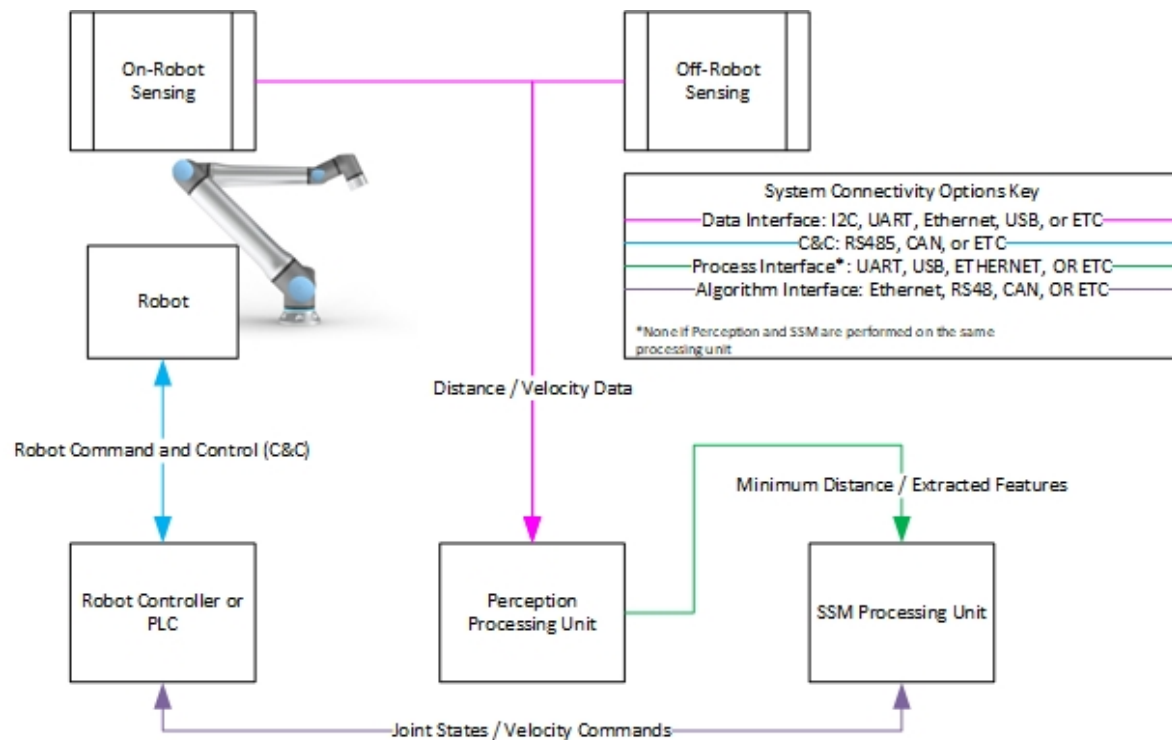 On-Robot
Sensing
Off-Robot
Sensing
System Connectivity Options Key
Data Interface: I2C, UART, Ethernet, USB, or ETC
C&C: RS485, CAN, or ETC
Process Interface*: UART, USB, ETHERNET, OR ETC
Algorithm Interface: Ethernet, RS48, CAN, OR ETC
*None if Perception and SSM are performed on the same
processing unit
Robot
Distance / Velocity Data
Robot Command and Control (C&C)
Minimum Distance / Extracted Features
Robot Controller or
PLC
Perception
Processing Unit
SSM Processing Unit
Joint States / Velocity Commands